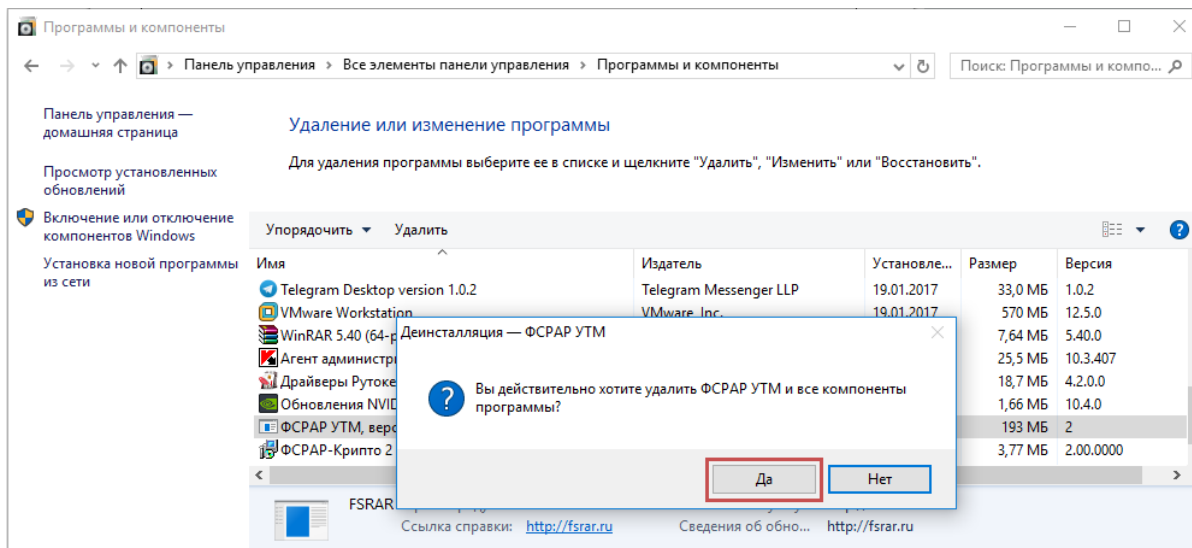 Программы и компоненты
Панель управления › Все элементы панели управления › Программы и компоненты
Поиск: Программы и компо...
Панель управления —
домашняя страница
Просмотр установленных
обновлений
Включение или отключение
компонентов Windows
Установка новой программы
из сети
Удаление или изменение программы
Для удаления программы выберите ее в списке и щелкните "Удалить", "Изменить" или "Восстановить".
Упорядочить Удалить
Имя Издатель Установле... Размер Версия
Telegram Desktop version 1.0.2 Telegram Messenger LLP 19.01.2017 33,0 МБ 1.0.2
VMware Workstation VMware, Inc. 19.01.2017 570 МБ 12.5.0
WinRAR 5.40 (64- 7,64 МБ 5.40.0
Агент администр 25,5 МБ 10.3.407
Драйверы Рутоке 18,7 МБ 4.2.0.0
Обновления NVID 1,66 МБ 10.4.0
ФСРАР УТМ, верс 193 МБ 2
ФСРАР-Крипто 2 3,77 МБ 2.00.0000
Деинсталляция — ФСРАР УТМ
Вы действительно хотите удалить ФСРАР УТМ и все компоненты
программы?
Да Нет
FSRAR
Ссылка справки: http://fsrar.ru Сведения об обно... http://fsrar.ru